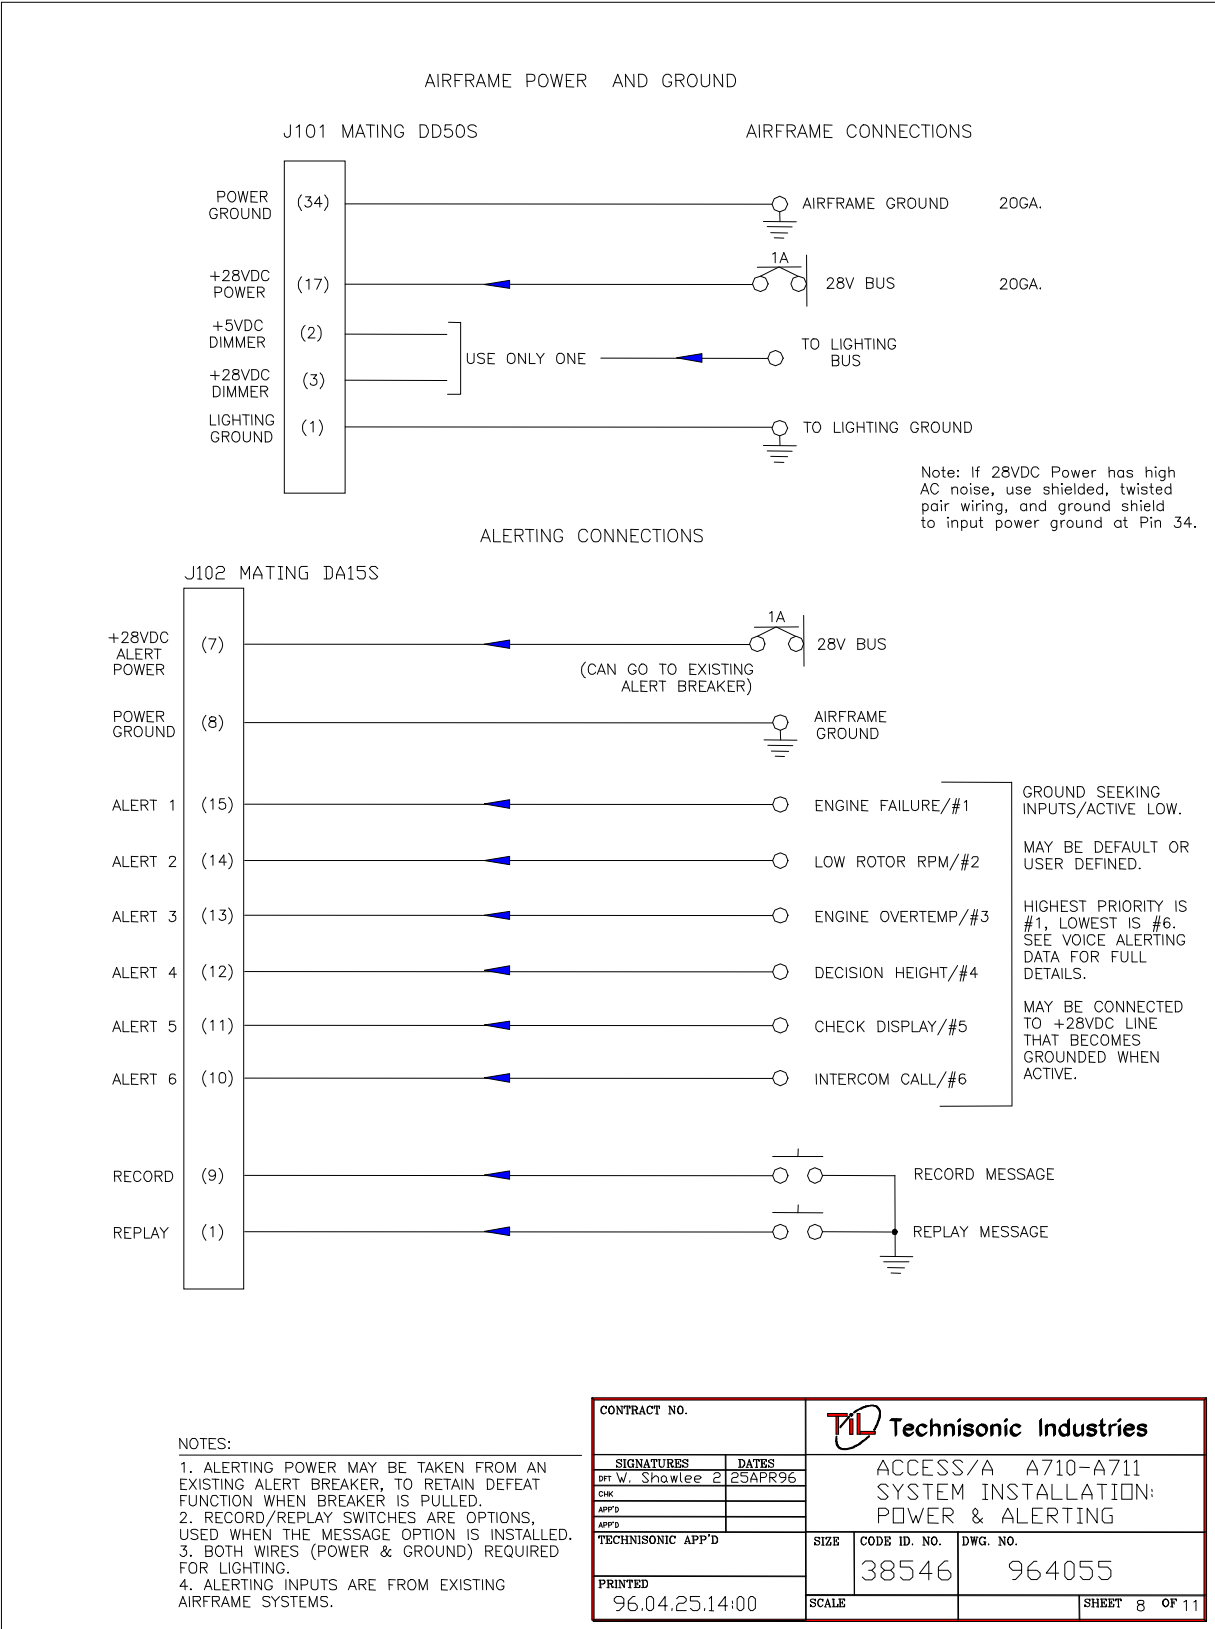 AIRFRAME POWER AND GROUND
J101 MATING DD50S
AIRFRAME CONNECTIONS
POWER
GROUND
(34)
AIRFRAME GROUND
20GA.
+28VDC
POWER
(17)
1A
28V BUS
20GA.
+5VDC
DIMMER
(2)
USE ONLY ONE
TO LIGHTING
BUS
+28VDC
DIMMER
(3)
LIGHTING
GROUND
(1)
TO LIGHTING GROUND
Note: If 28VDC Power has high
AC noise, use shielded, twisted
pair wiring, and ground shield
to input power ground at Pin 34.
ALERTING CONNECTIONS
J102 MATING DA15S
+28VDC
ALERT
POWER
(7)
1A
28V BUS
(CAN GO TO EXISTING
ALERT BREAKER)
POWER
GROUND
(8)
AIRFRAME
GROUND
ALERT 1
(15)
ENGINE FAILURE/#1
ALERT 2
(14)
LOW ROTOR RPM/#2
ALERT 3
(13)
ENGINE OVERTEMP/#3
ALERT 4
(12)
DECISION HEIGHT/#4
ALERT 5
(11)
CHECK DISPLAY/#5
ALERT 6
(10)
INTERCOM CALL/#6
GROUND SEEKING
INPUTS/ACTIVE LOW.
MAY BE DEFAULT OR
USER DEFINED.
HIGHEST PRIORITY IS
#1, LOWEST IS #6.
SEE VOICE ALERTING
DATA FOR FULL
DETAILS.
MAY BE CONNECTED
TO +28VDC LINE
THAT BECOMES
GROUNDED WHEN
ACTIVE.
RECORD
(9)
RECORD MESSAGE
REPLAY
(1)
REPLAY MESSAGE
NOTES:
1. ALERTING POWER MAY BE TAKEN FROM AN
EXISTING ALERT BREAKER, TO RETAIN DEFEAT
FUNCTION WHEN BREAKER IS PULLED.
2. RECORD/REPLAY SWITCHES ARE OPTIONS,
USED WHEN THE MESSAGE OPTION IS INSTALLED.
3. BOTH WIRES (POWER & GROUND) REQUIRED
FOR LIGHTING.
4. ALERTING INPUTS ARE FROM EXISTING
AIRFRAME SYSTEMS.
CONTRACT NO.
SIGNATURES
DATES
DFT W. Shawlee 2
25APR96
CHK
APP'D
APP'D
TECHNISONIC APP'D
PRINTED
96.04.25.14:00
TiL Technisonic Industries
ACCESS/A A710-A711
SYSTEM INSTALLATION:
POWER & ALERTING
SIZE
CODE ID. NO.
38546
DWG. NO.
964055
SCALE
SHEET 8 OF 11